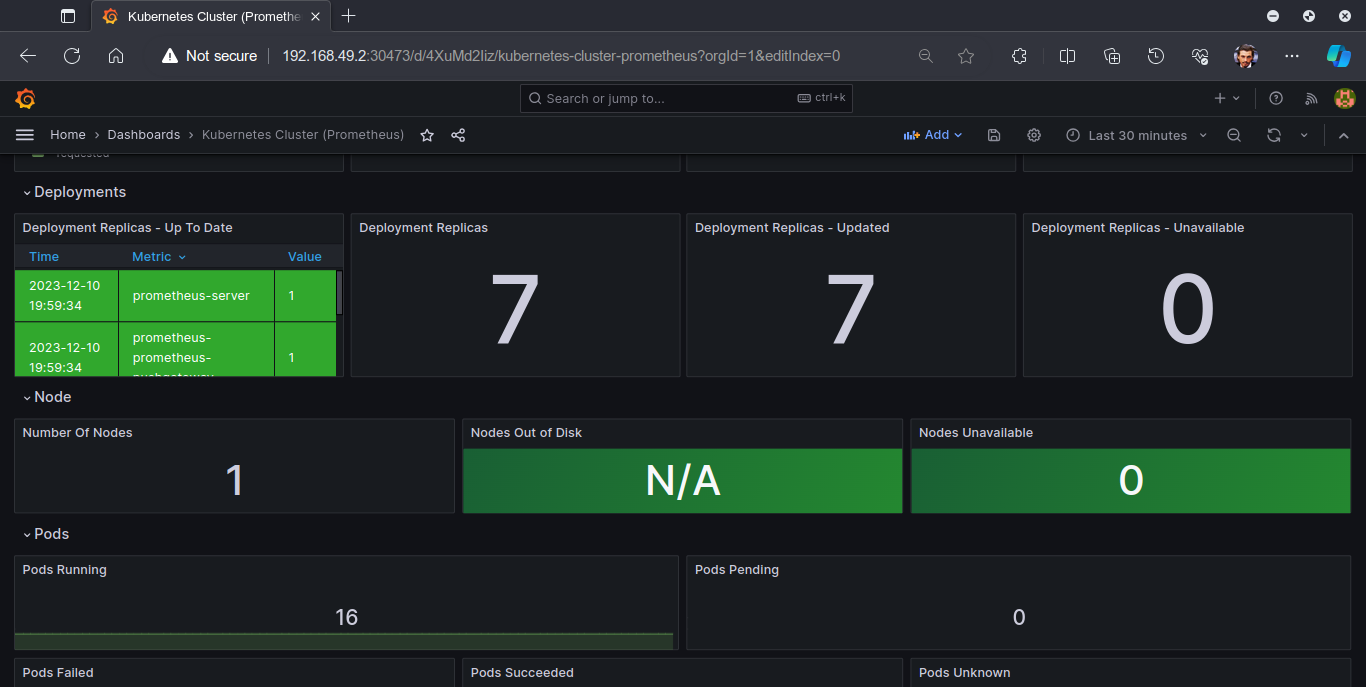 Kubernetes Cluster (Promethe
Not secure
192.168.49.2:30473/d/4XuMd2Iiz/kubernetes-cluster-prometheus?orgId=1&editIndex=0
Search or jump to...
ctrl+k
Home > Dashboards > Kubernetes Cluster (Prometheus)
Add
Last 30 minutes
requested
Deployments
Deployment Replicas - Up To Date
Time Metric Value
2023-12-10
19:59:34
prometheus-server
1
2023-12-10
19:59:34
prometheus-
prometheus-
pushgateway
1
Deployment Replicas
7
Deployment Replicas - Updated
7
Deployment Replicas - Unavailable
0
Node
Number Of Nodes
1
Nodes Out of Disk
N/A
Nodes Unavailable
0
Pods
Pods Running
16
Pods Pending
0
Pods Failed
Pods Succeeded
Pods Unknown